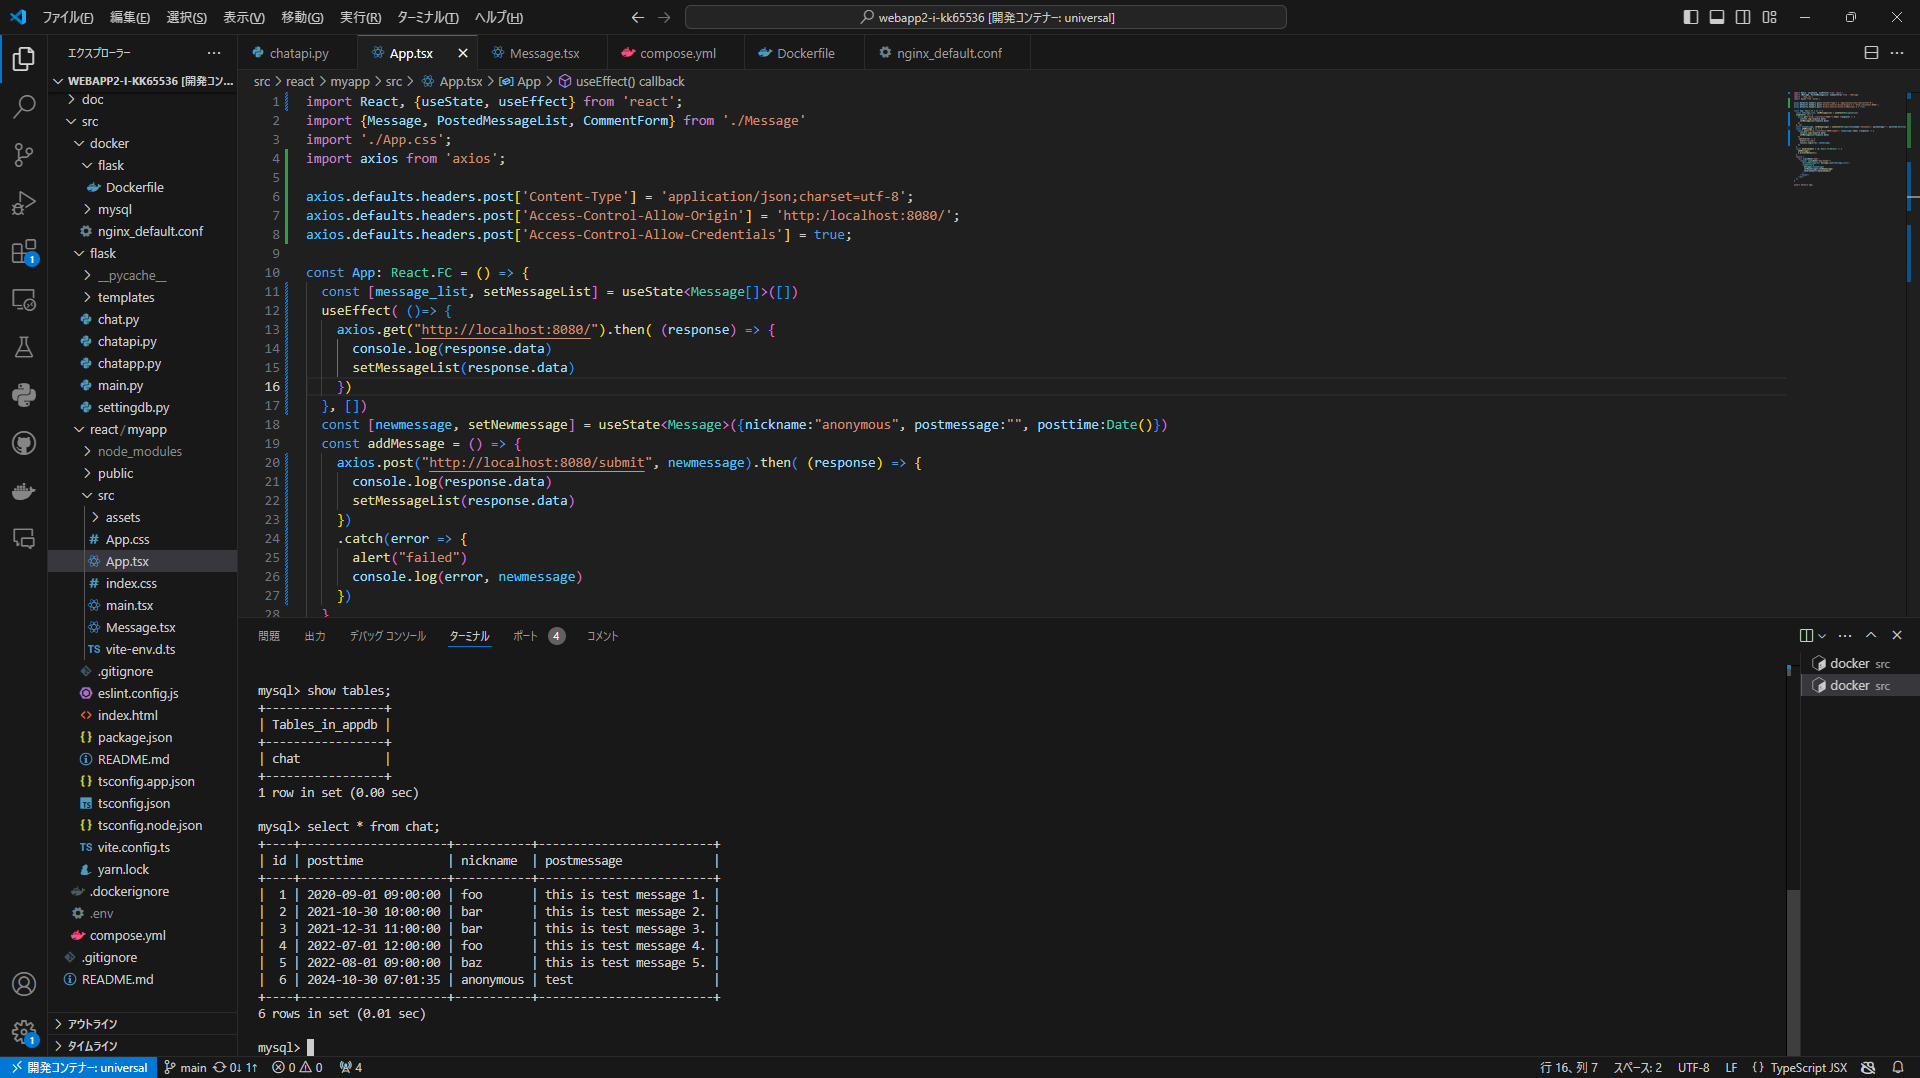 ファイル(F) 編集(E) 選択(S) 表示(V) 移動(G) 実行(R) ターミナル(T) ヘルプ(H)
webapp2-i-kk65536 [開発コンテナー: universal]
エクスプローラー
WEBAPP2-I-KK65536 [開発コン...
doc
src
docker
flask
Dockerfile
mysql
nginx_default.conf
flask
__pycache__
templates
chat.py
chatapi.py
chatapp.py
main.py
settingdb.py
react/myapp
node_modules
public
src
assets
App.css
App.tsx
index.css
main.tsx
Message.tsx
TS vite-env.d.ts
.gitignore
eslint.config.js
index.html
package.json
README.md
tsconfig.app.json
tsconfig.json
tsconfig.node.json
TS vite.config.ts
yarn.lock
.dockerignore
.env
compose.yml
.gitignore
README.md
アウトライン
タイムライン
1
1
chatapi.py App.tsx Message.tsx compose.yml Dockerfile nginx_default.conf
src > react > myapp > src > App.tsx > App > useEffect() callback
1 import React, {useState, useEffect} from 'react';
2 import {Message, PostedMessageList, CommentForm} from './Message'
3 import './App.css';
4 import axios from 'axios';
5
6 axios.defaults.headers.post['Content-Type'] = 'application/json;charset=utf-8';
7 axios.defaults.headers.post['Access-Control-Allow-Origin'] = 'http:/localhost:8080/';
8 axios.defaults.headers.post['Access-Control-Allow-Credentials'] = true;
9
10 const App: React.FC = () => {
11 const [message_list, setMessageList] = useState<Message[]>([])
12 useEffect( ()=> {
13 axios.get("http://localhost:8080/").then( (response) => {
14 console.log(response.data)
15 setMessageList(response.data)
16 })
17 }, [])
18 const [newmessage, setNewmessage] = useState<Message>({nickname:"anonymous", postmessage:"", posttime:Date()})
19 const addMessage = () => {
20 axios.post("http://localhost:8080/submit", newmessage).then( (response) => {
21 console.log(response.data)
22 setMessageList(response.data)
23 })
24 .catch(error => {
25 alert("failed")
26 console.log(error, newmessage)
27 })
28 }
問題 出力 デバッグ コンソール ターミナル ポート 4 コメント
docker src
docker src
mysql> show tables;
+-----------------+
| Tables_in_appdb |
+-----------------+
| chat            |
+-----------------+
1 row in set (0.00 sec)
mysql> select * from chat;
+----+---------------------+-----------+-------------------------+
| id | posttime            | nickname  | postmessage             |
+----+---------------------+-----------+-------------------------+
|  1 | 2020-09-01 09:00:00 | foo       | this is test message 1. |
|  2 | 2021-10-30 10:00:00 | bar       | this is test message 2. |
|  3 | 2021-12-31 11:00:00 | bar       | this is test message 3. |
|  4 | 2022-07-01 12:00:00 | foo       | this is test message 4. |
|  5 | 2022-08-01 09:00:00 | baz       | this is test message 5. |
|  6 | 2024-10-30 07:01:35 | anonymous | test                    |
+----+---------------------+-----------+-------------------------+
6 rows in set (0.01 sec)
mysql>
開発コンテナー: universal main 0↓ 1↑ 0 0 4 行 16、列 7 スペース: 2 UTF-8 LF {} TypeScript JSX